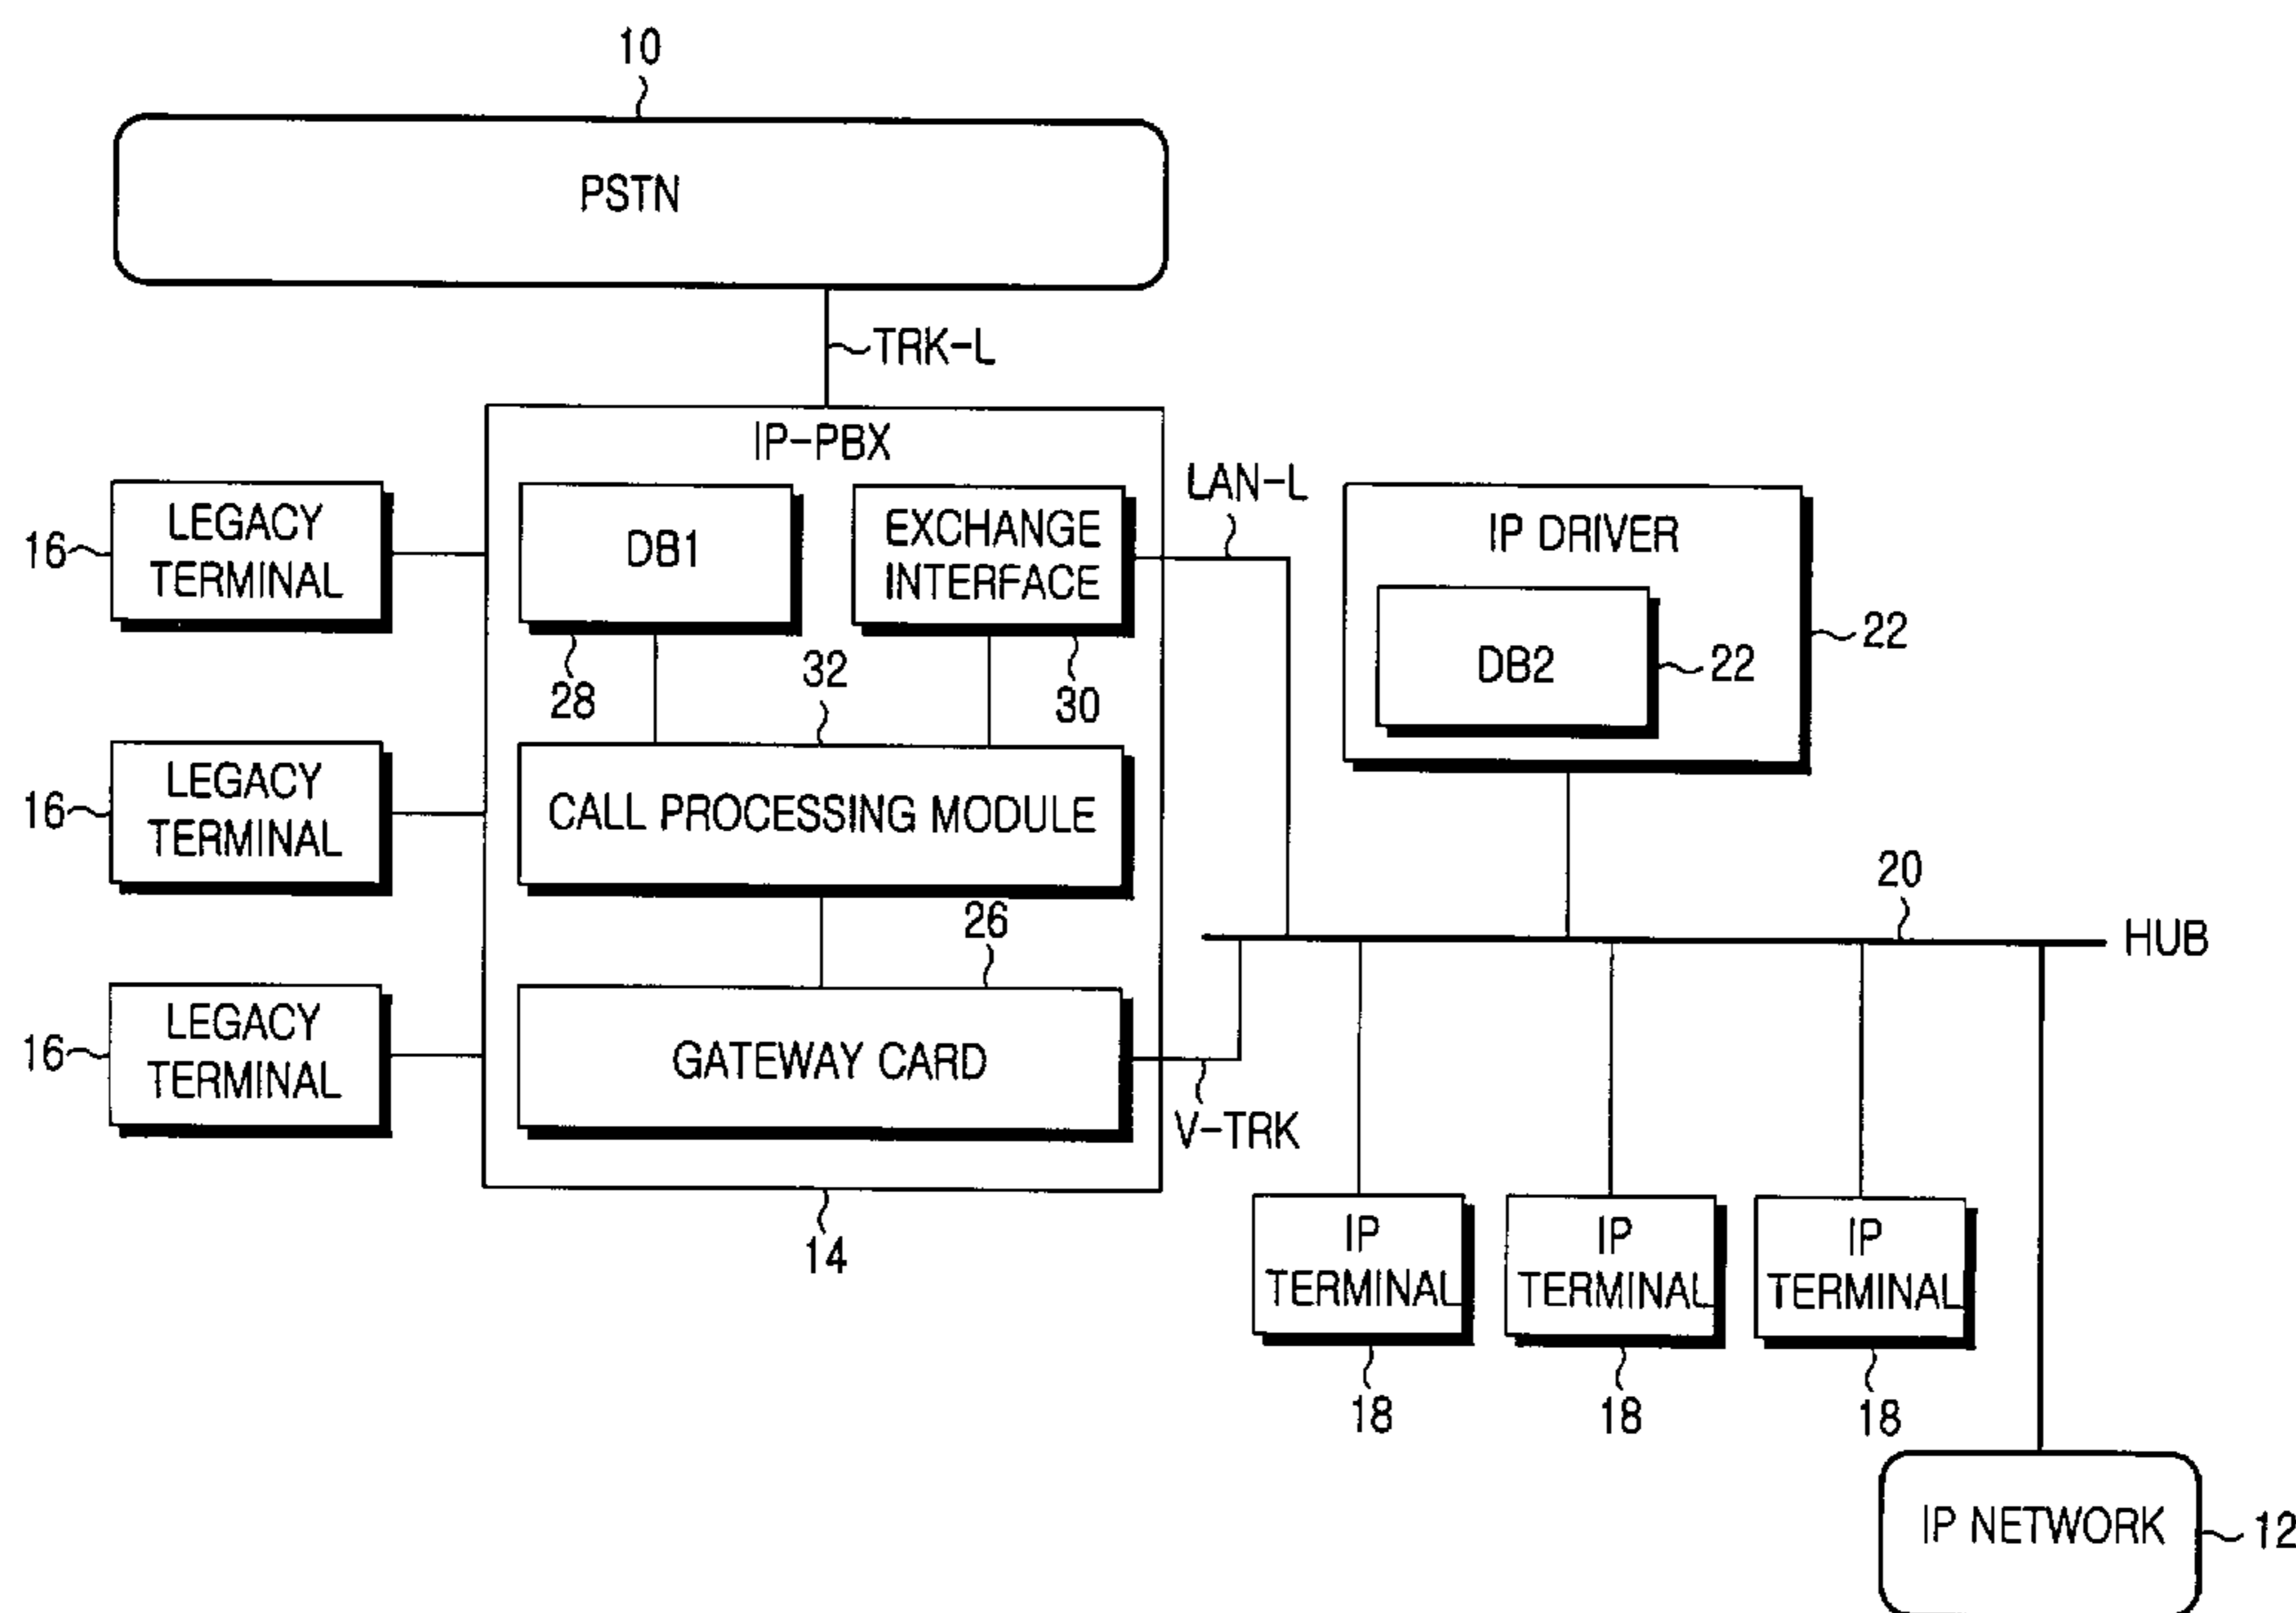 10
PSTN
TRK-L
IP-PBX
LEGACY
TERMINAL
16
DB1
28
EXCHANGE
INTERFACE
30
LAN-L
IP DRIVER
22
DB2
22
32
LEGACY
TERMINAL
16
CALL PROCESSING MODULE
26
20
HUB
LEGACY
TERMINAL
16
GATEWAY CARD
V-TRK
14
IP
TERMINAL
18
IP
TERMINAL
18
IP
TERMINAL
18
IP NETWORK
12